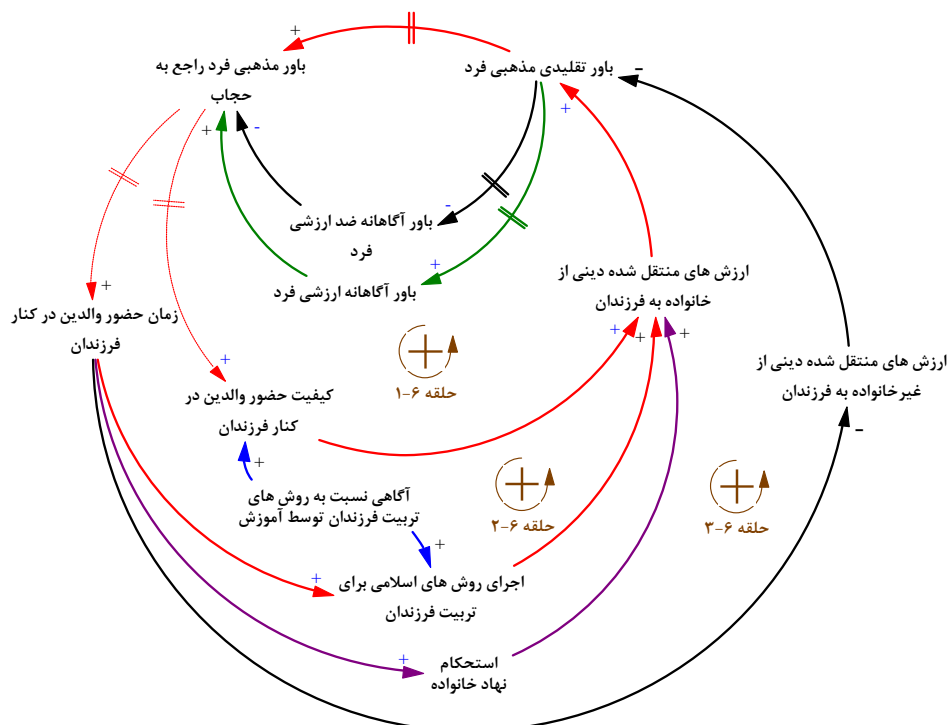 باور تقلیدی مذهبی فرد
باور مذهبی فرد راجع به
حجاب
باور آگاهانه ضد ارزشی
فرد
باور آگاهانه ارزشی فرد
ارزش های منتقل شده دینی از
خانواده به فرزندان
زمان حضور والدین در کنار
فرزندان
ارزش های منتقل شده دینی از
غیرخانواده به فرزندان
حلقه ۶-۱
کیفیت حضور والدین در
کنار فرزندان
آگاهی نسبت به روش های
تربیت فرزندان توسط آموزش
حلقه ۶-۲
حلقه ۶-۳
اجرای روش های اسلامی برای
تربیت فرزندان
استحکام
نهاد خانواده